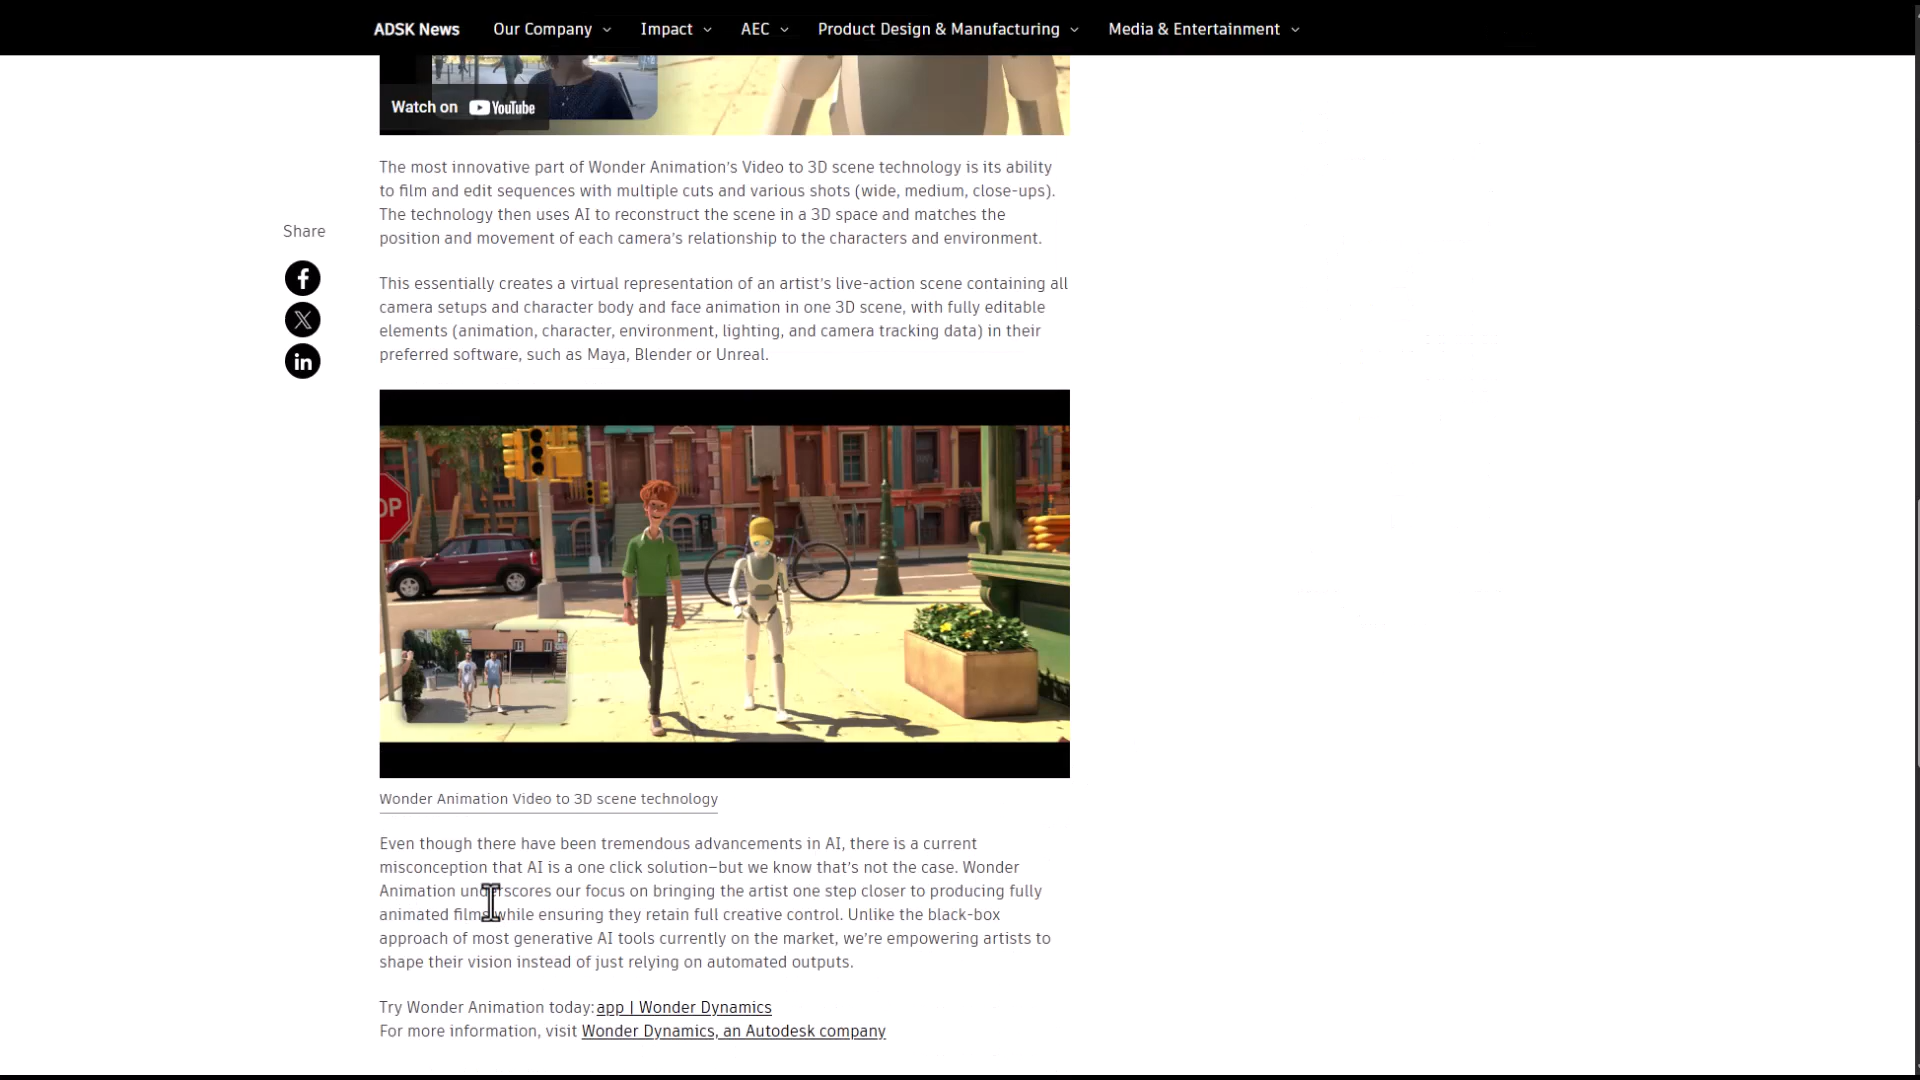 ADSK News Our Company Impact AEC Product Design & Manufacturing Media & Entertainment
Watch on YouTube
The most innovative part of Wonder Animation's Video to 3D scene technology is its ability
to film and edit sequences with multiple cuts and various shots (wide, medium, close-ups).
The technology then uses AI to reconstruct the scene in a 3D space and matches the
position and movement of each camera's relationship to the characters and environment.
Share
This essentially creates a virtual representation of an artist's live-action scene containing all
camera setups and character body and face animation in one 3D scene, with fully editable
elements (animation, character, environment, lighting, and camera tracking data) in their
preferred software, such as Maya, Blender or Unreal.
OP
Wonder Animation Video to 3D scene technology
Even though there have been tremendous advancements in AI, there is a current
misconception that AI is a one click solution—but we know that's not the case. Wonder
Animation underscores our focus on bringing the artist one step closer to producing fully
animated films while ensuring they retain full creative control. Unlike the black-box
approach of most generative AI tools currently on the market, we're empowering artists to
shape their vision instead of just relying on automated outputs.
Try Wonder Animation today: app | Wonder Dynamics
For more information, visit Wonder Dynamics, an Autodesk company